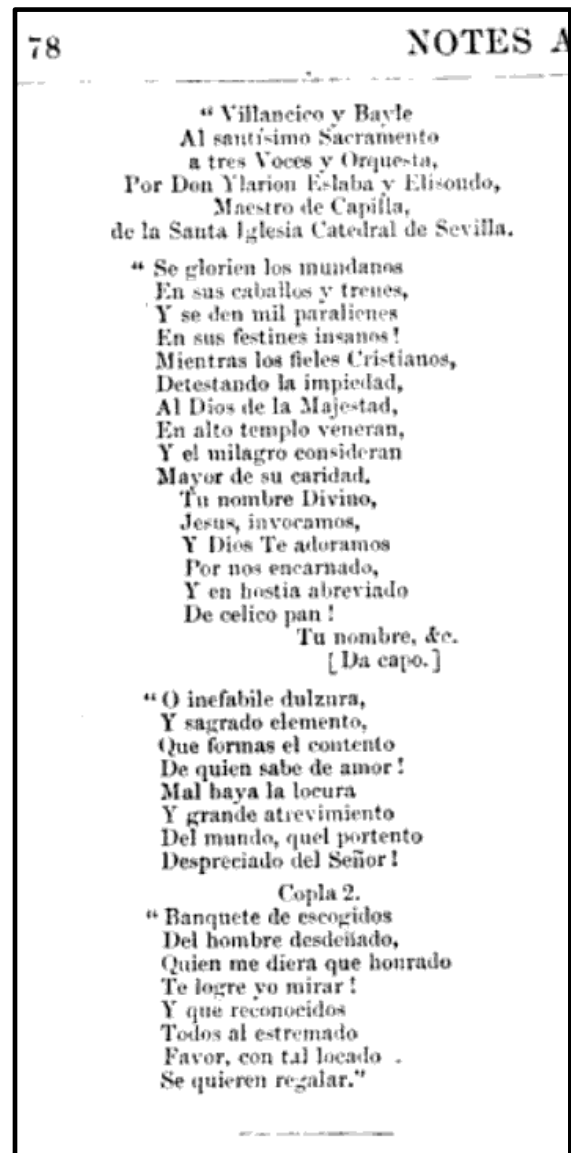 78
NOTES A
“ Villancico y Bayle
Al santísimo Sacramento
a tres Voces y Orquesta,
Por Don Ylarion Eslaba y Elisondo,
Maestro de Capilla,
de la Santa Iglesia Catedral de Sevilla.
“ Se glorien los mundanos
En sus caballos y trenes,
Y se den mil paralienes
En sus festines insanos !
Mientras los fieles Cristianos,
Detestando la impiedad,
Al Dios de la Majestad,
En alto templo veneran,
Y el milagro consideran
Mayor de su caridad.
Tu nombre Divino,
Jesus, invocamos,
Y Dios Te adoramos
Por nos encarnado,
Y en hostia abreviado
De celico pan !
Tu nombre, &c.
[Da capo.]
“ O inefabile dulzura,
Y sagrado elemento,
Que formas el contento
De quien sabe de amor !
Mal haya la locura
Y grande atrevimiento
Del mundo, quel portento
Despreciado del Señor !
Copla 2.
“ Banquete de escogidos
Del hombre desdeñado,
Quien me diera que honrado
Te logre yo mirar !
Y que reconocidos
Todos al estremado
Favor, con tal locado .
Se quieren regalar.”